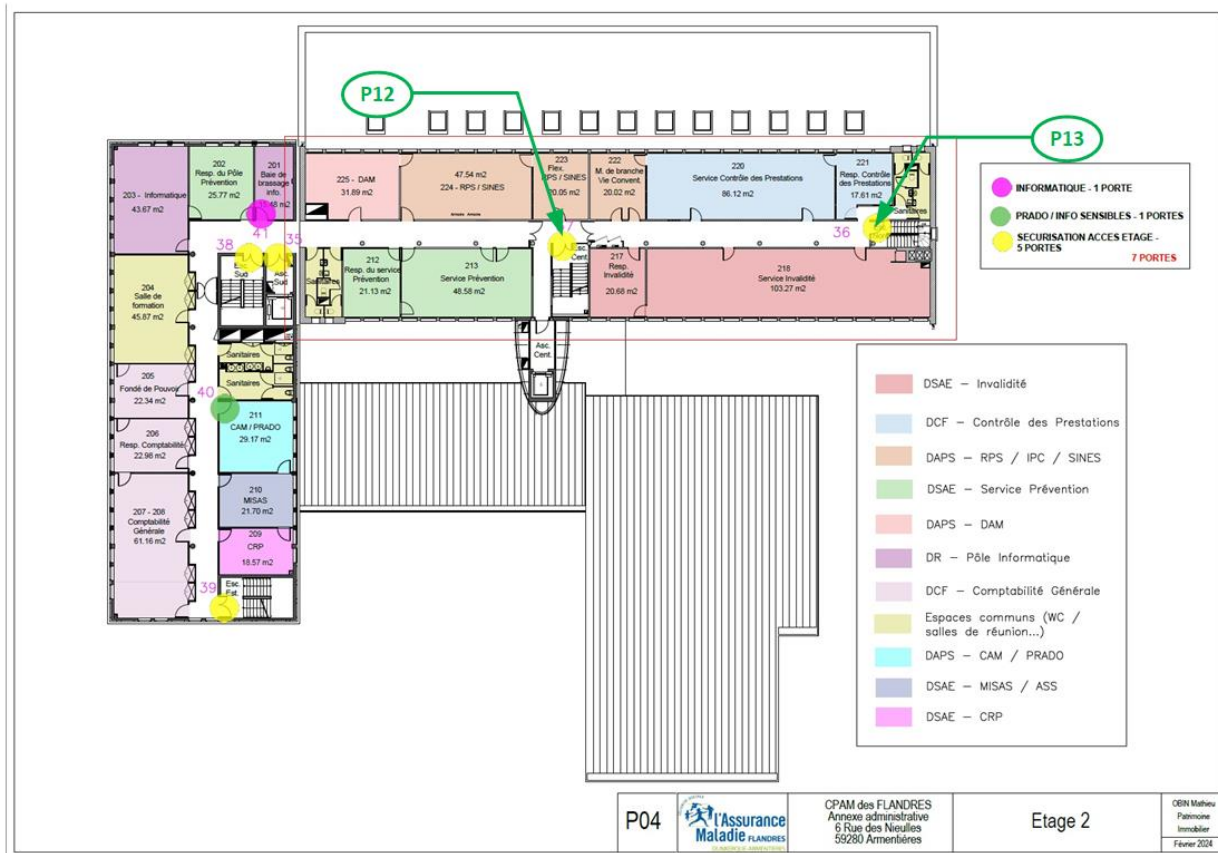 P12
P13
203 - Informatique
43.67 m2
202
Resp. du Pôle
Prévention
25.77 m2
201
Baie de
brassage
info.
225 - DAM
31.89 m2
47.54 m2
224 - RPS / SINES
223
Flex.
RPS / SINES
20.05 m2
222
M. de branche
Vie Convent.
20.02 m2
220
Service Contrôle des Prestations
86.12 m2
221
Resp. Contrôle
des Prestations
17.61 m2
Sanitaires
INFORMATIQUE - 1 PORTE
PRADO / INFO SENSIBLES - 1 PORTES
SECURISATION ACCES ETAGE -
5 PORTES
7 PORTES
41
38
35
36
Esc.
Sud
Asc.
Sud
Sanitaires
212
Resp. du service
Prévention
21.13 m2
213
Service Prévention
48.58 m2
Esc.
Cent.
217
Resp.
Invalidité
20.68 m2
218
Service Invalidité
103.27 m2
204
Salle de
formation
45.87 m2
Asc.
Cent.
Sanitaires
Sanitaires
205
Fondé de Pouvoir
22.34 m2
40
211
CAM / PRADO
29.17 m2
206
Resp. Comptabilité
22.98 m2
210
MISAS
21.70 m2
207 - 208
Comptabilité
Générale
61.16 m2
209
CRP
18.57 m2
39
Esc.
Est.
DSAE – Invalidité
DCF – Contrôle des Prestations
DAPS – RPS / IPC / SINES
DSAE – Service Prévention
DAPS – DAM
DR – Pôle Informatique
DCF – Comptabilité Générale
Espaces communs (WC /
salles de réunion...)
DAPS – CAM / PRADO
DSAE – MISAS / ASS
DSAE – CRP
P04
l'Assurance
Maladie FLANDRES
CPAM des FLANDRES
Annexe administrative
6 Rue des Nieulles
59280 Armentières
Etage 2
OBIN Mathieu
Patrimoine
Immobilier
Février 2024